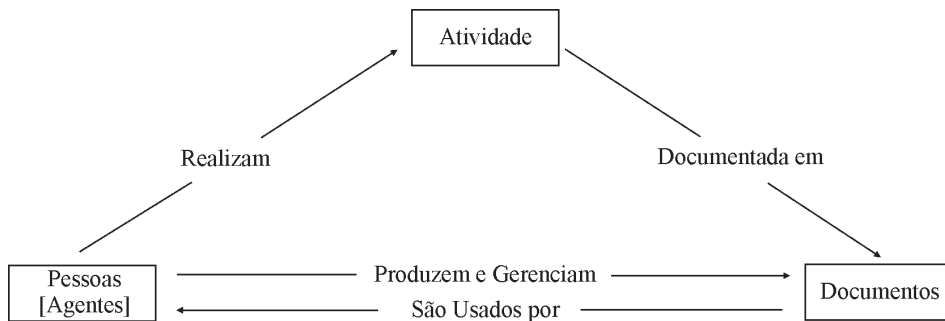 Atividade
Realizam
Documentada em
Pessoas
[Agentes]
Produzem e Gerenciam
São Usados por
Documentos